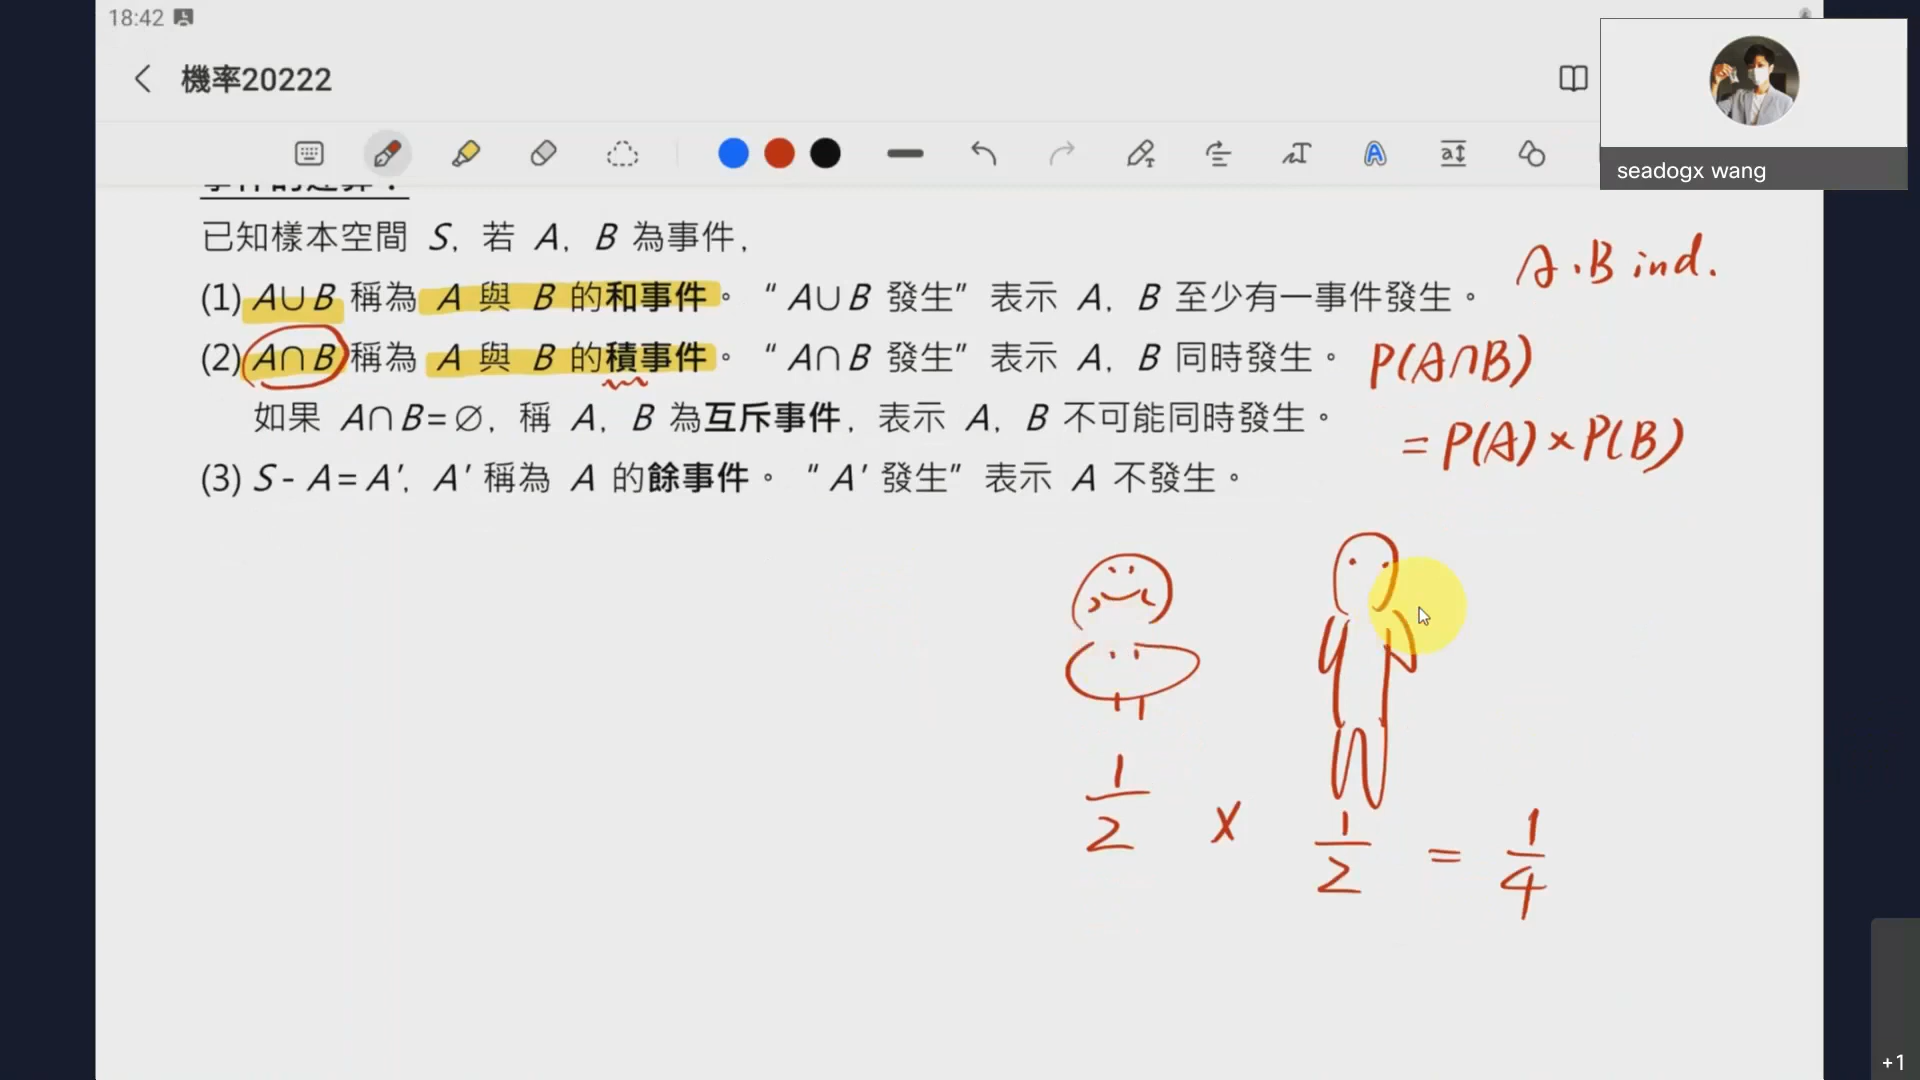 18:42
機率20222
seadogx wang
事件的運算：
已知樣本空間 S，若 A，B 為事件，
A．B ind.
(1) A∪B 稱為 A 與 B 的和事件。“A∪B 發生”表示 A，B 至少有一事件發生。
(2) A∩B 稱為 A 與 B 的積事件。“A∩B 發生”表示 A，B 同時發生。 P(A∩B)
如果 A∩B=∅，稱 A，B 為互斥事件，表示 A，B 不可能同時發生。 = P(A)×P(B)
(3) S - A = A′，A′ 稱為 A 的餘事件。“A′ 發生”表示 A 不發生。
1/2 × 1/2 = 1/4
+1